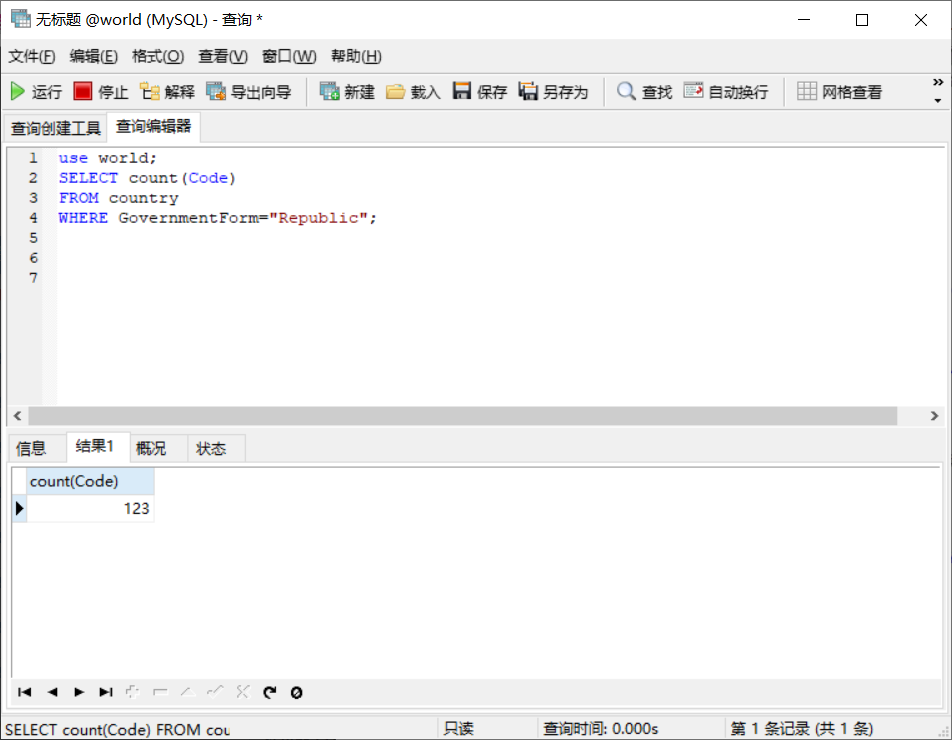 无标题 @world (MySQL) - 查询 *
文件(F) 编辑(E) 格式(O) 查看(V) 窗口(W) 帮助(H)
运行 停止 解释 导出向导 新建 载入 保存 另存为 查找 自动换行 网格查看 »
查询创建工具 查询编辑器
1 use world;
2 SELECT count(Code)
3 FROM country
4 WHERE GovernmentForm="Republic";
5
6
7
信息 结果1 概况 状态
count(Code)
123
SELECT count(Code) FROM cou 只读 查询时间: 0.000s 第 1 条记录 (共 1 条)